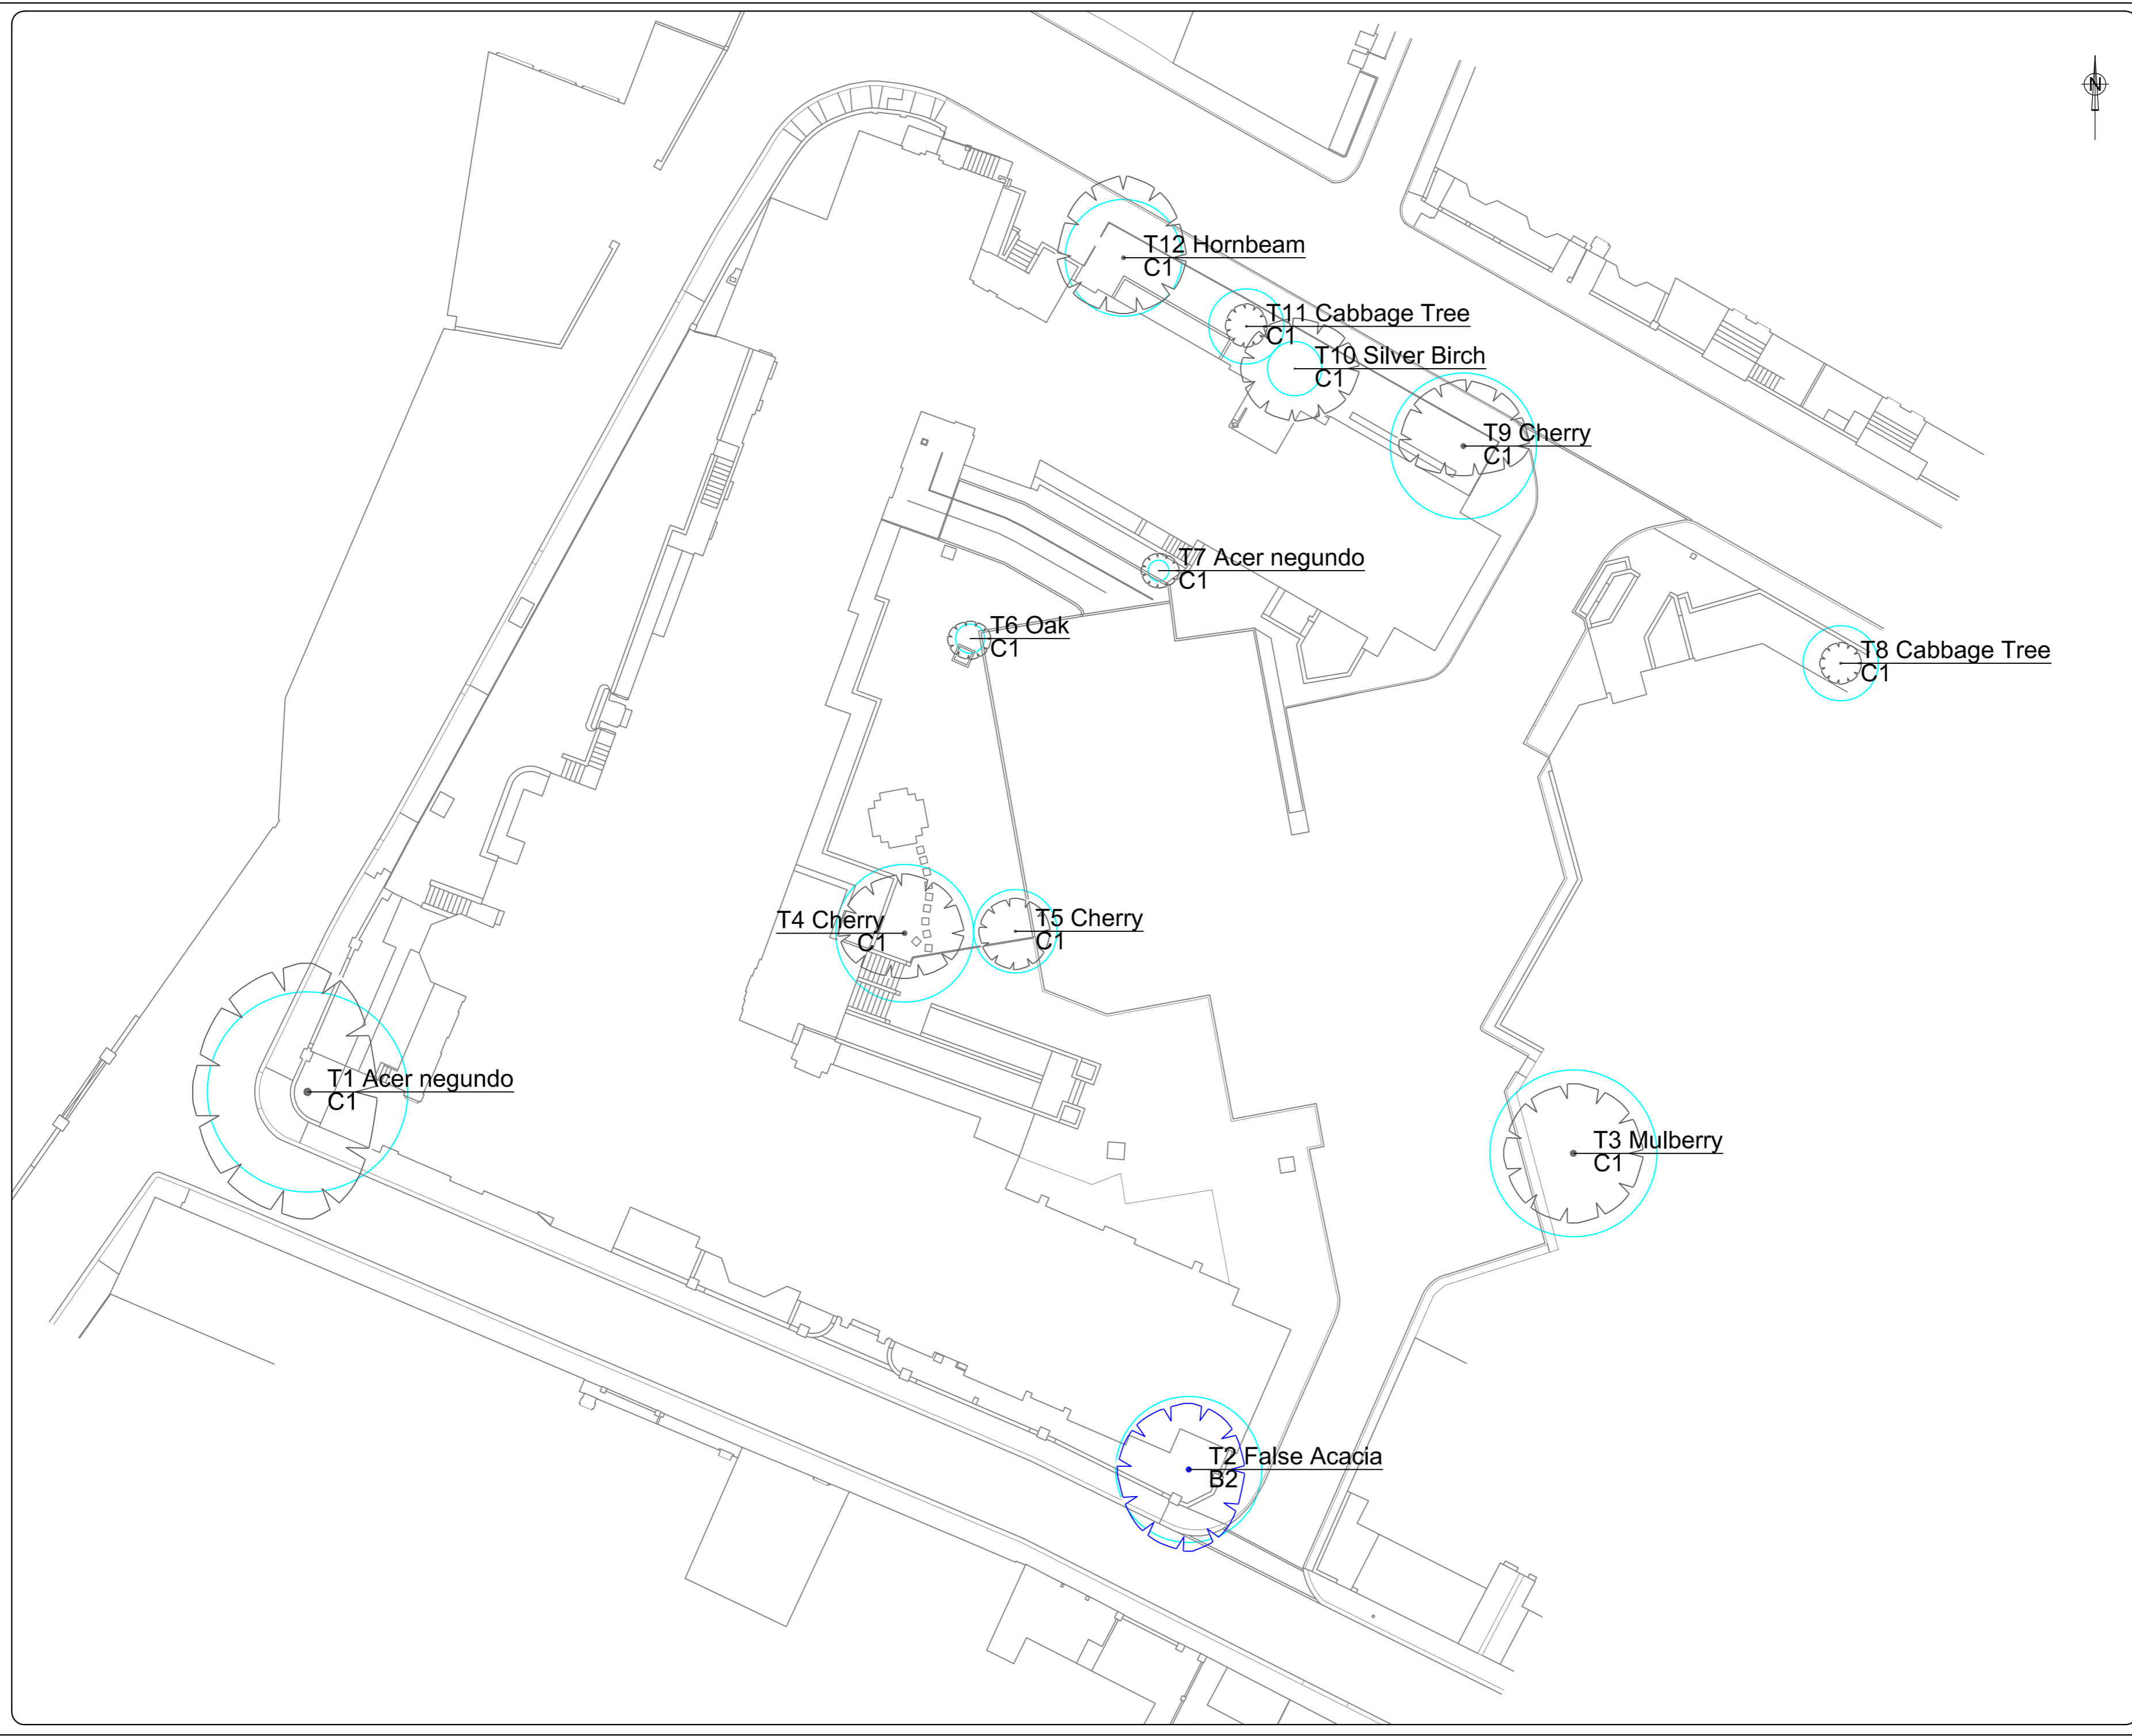 N
T12 Hornbeam
C1
T11 Cabbage Tree
C1
T10 Silver Birch
C1
T9 Cherry
C1
T7 Acer negundo
C1
T6 Oak
C1
T8 Cabbage Tree
C1
T4 Cherry
C1
T5 Cherry
C1
T1 Acer negundo
C1
T3 Mulberry
C1
T2 False Acacia
B2